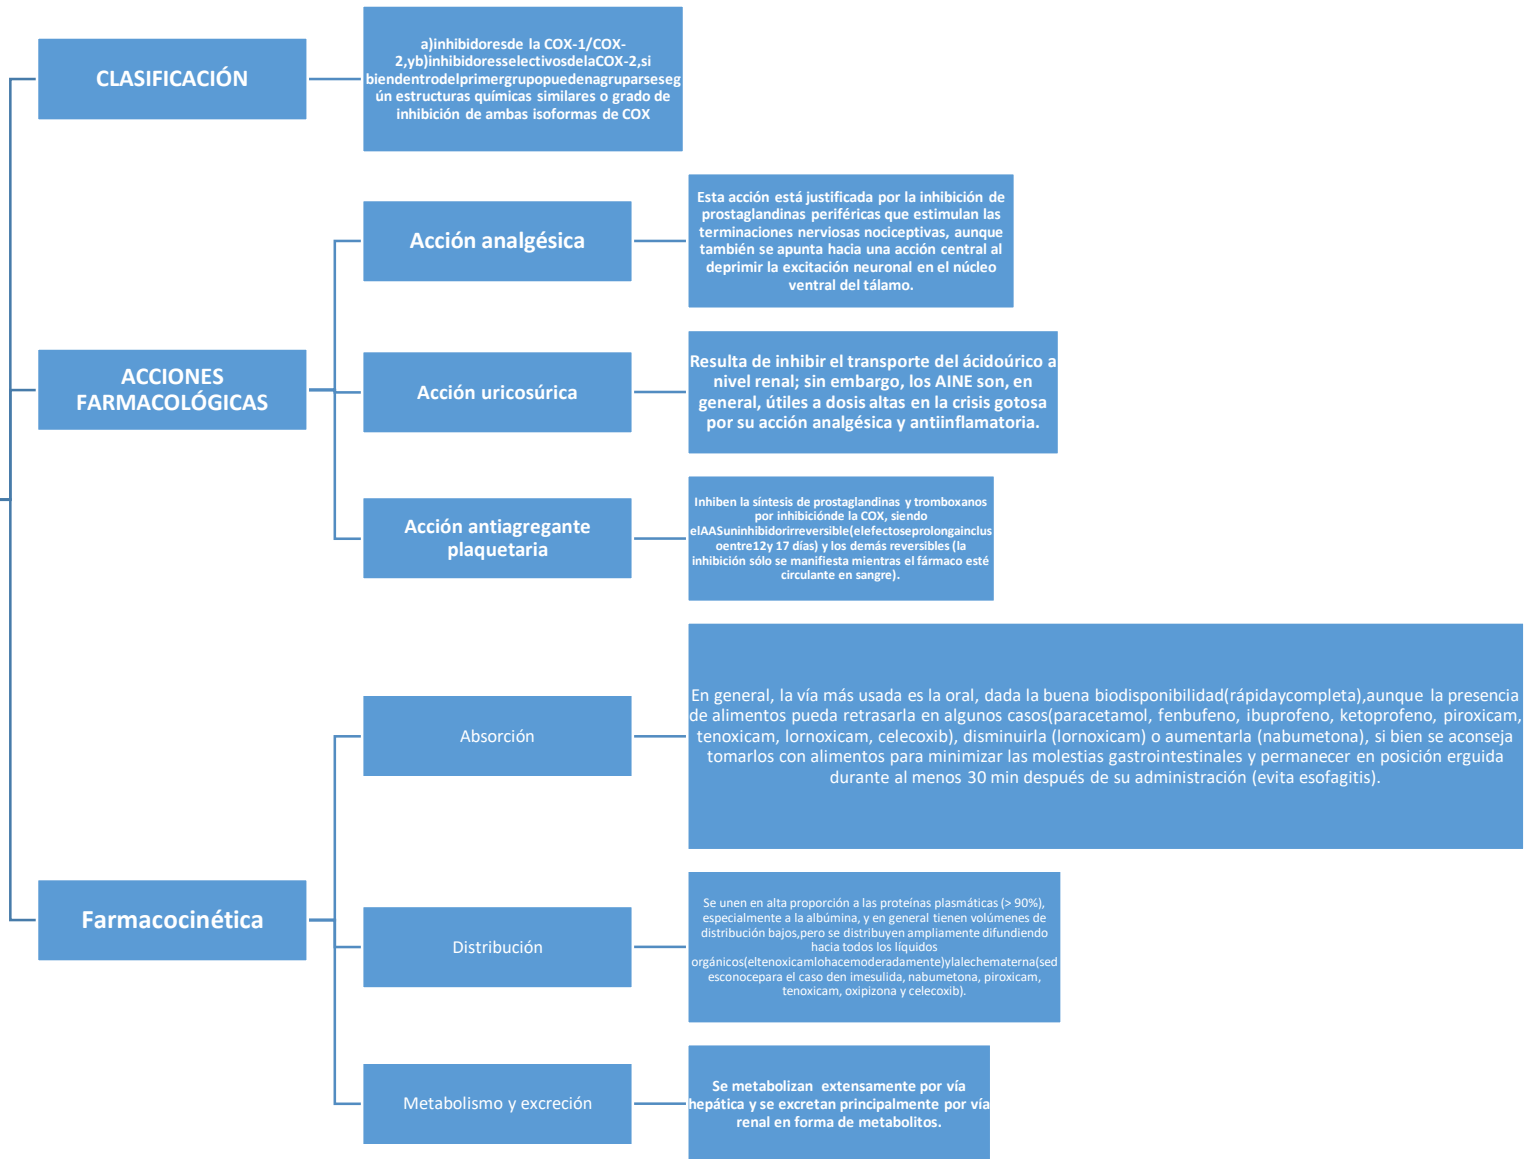 CLASIFICACIÓN
a)inhibidoresde la COX-1/COX-
2,yb)inhibidoresselectivosdelaCOX-2,si
biendentrodelprimergrupopuedenagruparseseg
ún estructuras químicas similares o grado de
inhibición de ambas isoformas de COX
ACCIONES
FARMACOLÓGICAS
Acción analgésica
Esta acción está justificada por la inhibición de
prostaglandinas periféricas que estimulan las
terminaciones nerviosas nociceptivas, aunque
también se apunta hacia una acción central al
deprimir la excitación neuronal en el núcleo
ventral del tálamo.
Acción uricosúrica
Resulta de inhibir el transporte del ácidoúrico a
nivel renal; sin embargo, los AINE son, en
general, útiles a dosis altas en la crisis gotosa
por su acción analgésica y antiinflamatoria.
Acción antiagregante
plaquetaria
Inhiben la síntesis de prostaglandinas y tromboxanos
por inhibiciónde la COX, siendo
elAASuninhibidorirreversible(elefectoseprolongainclus
oentre12y 17 días) y los demás reversibles (la
inhibición sólo se manifiesta mientras el fármaco esté
circulante en sangre).
Farmacocinética
Absorción
En general, la vía más usada es la oral, dada la buena biodisponibilidad(rápidaycompleta),aunque la presencia
de alimentos pueda retrasarla en algunos casos(paracetamol, fenbufeno, ibuprofeno, ketoprofeno, piroxicam,
tenoxicam, lornoxicam, celecoxib), disminuirla (lornoxicam) o aumentarla (nabumetona), si bien se aconseja
tomarlos con alimentos para minimizar las molestias gastrointestinales y permanecer en posición erguida
durante al menos 30 min después de su administración (evita esofagitis).
Distribución
Se unen en alta proporción a las proteínas plasmáticas (> 90%),
especialmente a la albúmina, y en general tienen volúmenes de
distribución bajos,pero se distribuyen ampliamente difundiendo
hacia todos los líquidos
orgánicos(eltenoxicamlohacemoderadamente)ylalechematerna(sed
esconocepara el caso den imesulida, nabumetona, piroxicam,
tenoxicam, oxipizona y celecoxib).
Metabolismo y excreción
Se metabolizan extensamente por vía
hepática y se excretan principalmente por vía
renal en forma de metabolitos.